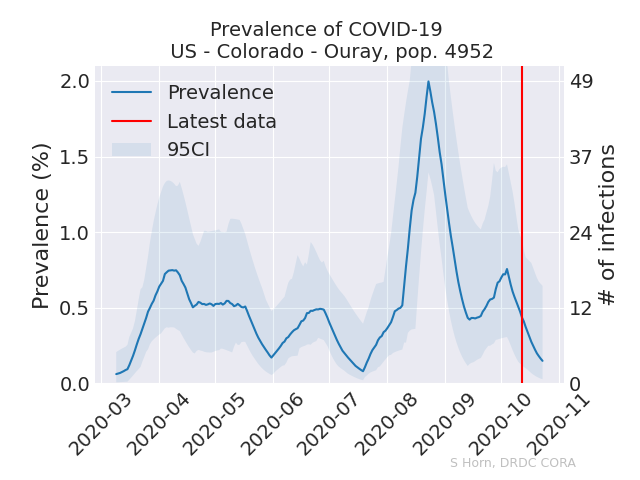 Prevalence of COVID-19
US - Colorado - Ouray, pop. 4952
Prevalence
Latest data
95CI
Prevalence (%)
2.0
1.5
1.0
0.5
0.0
49
37
24
12
0
# of infections
2020-03
2020-04
2020-05
2020-06
2020-07
2020-08
2020-09
2020-10
2020-11
S Horn, DRDC CORA